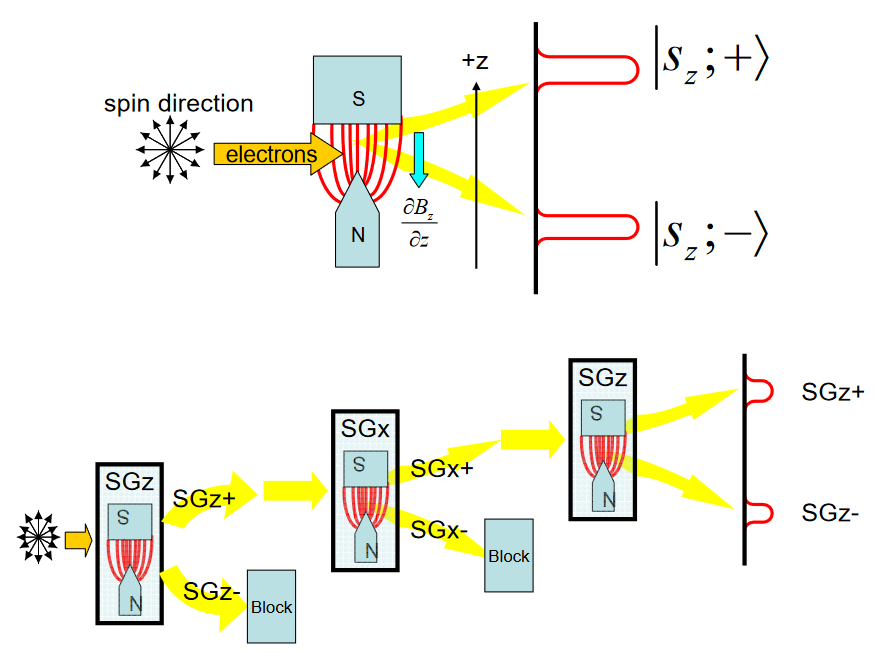 +z
|s_z;+⟩
spin direction
S
electrons
∂B_z
∂z
N
|s_z;−⟩
SGz
S
N
SGz+
SGz-
Block
SGx
S
N
SGx+
SGx-
Block
SGz
S
N
SGz+
SGz-